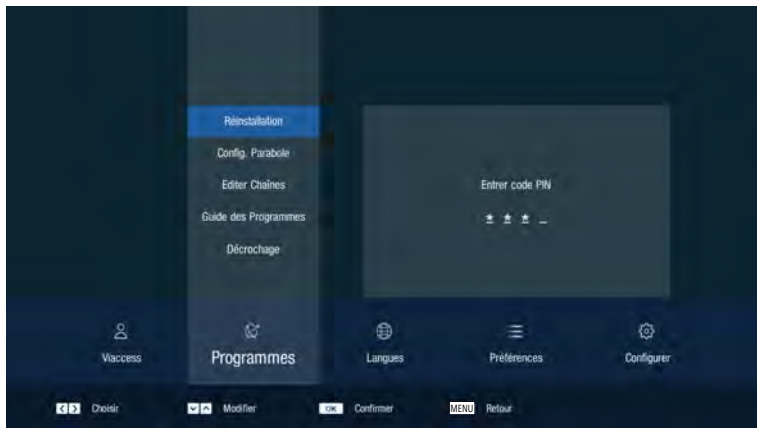 Réinstallation
Config. Parabole
Editer Chaînes
Guide des Programmes
Décrochage
Entrer code PIN
* * * _
Viaccess
Programmes
Langues
Préférences
Configurer
Choisir
Modifier
OK Confirmer
MENU Retour